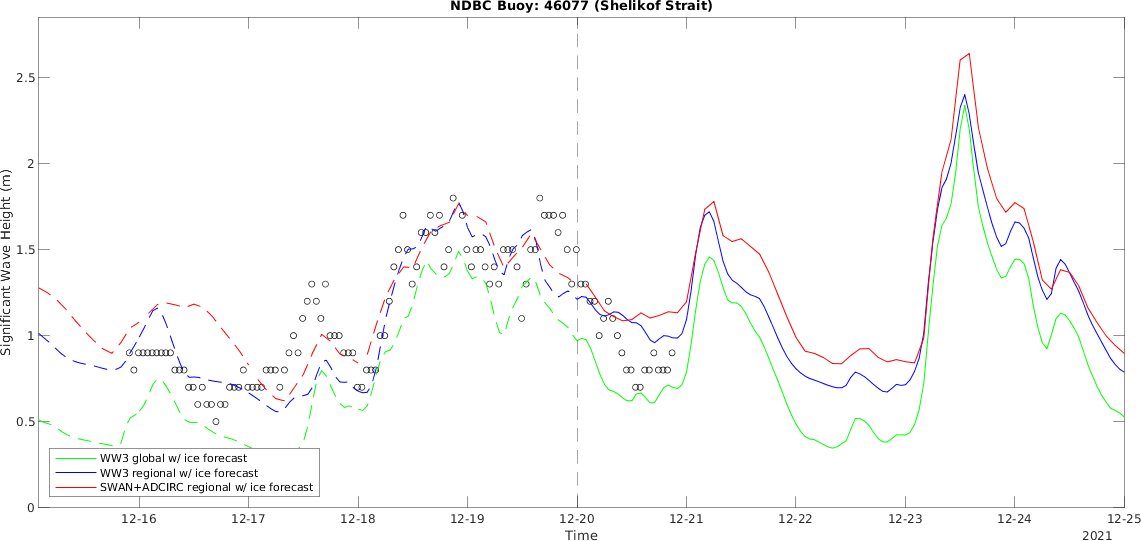 NDBC Buoy: 46077 (Shelikof Strait)
Significant Wave Height (m)
2.5
2
1.5
1
0.5
0
WW3 global w/ ice forecast
WW3 regional w/ ice forecast
SWAN+ADCIRC regional w/ ice forecast
12-16 12-17 12-18 12-19 12-20 12-21 12-22 12-23 12-24 12-25
Time
2021